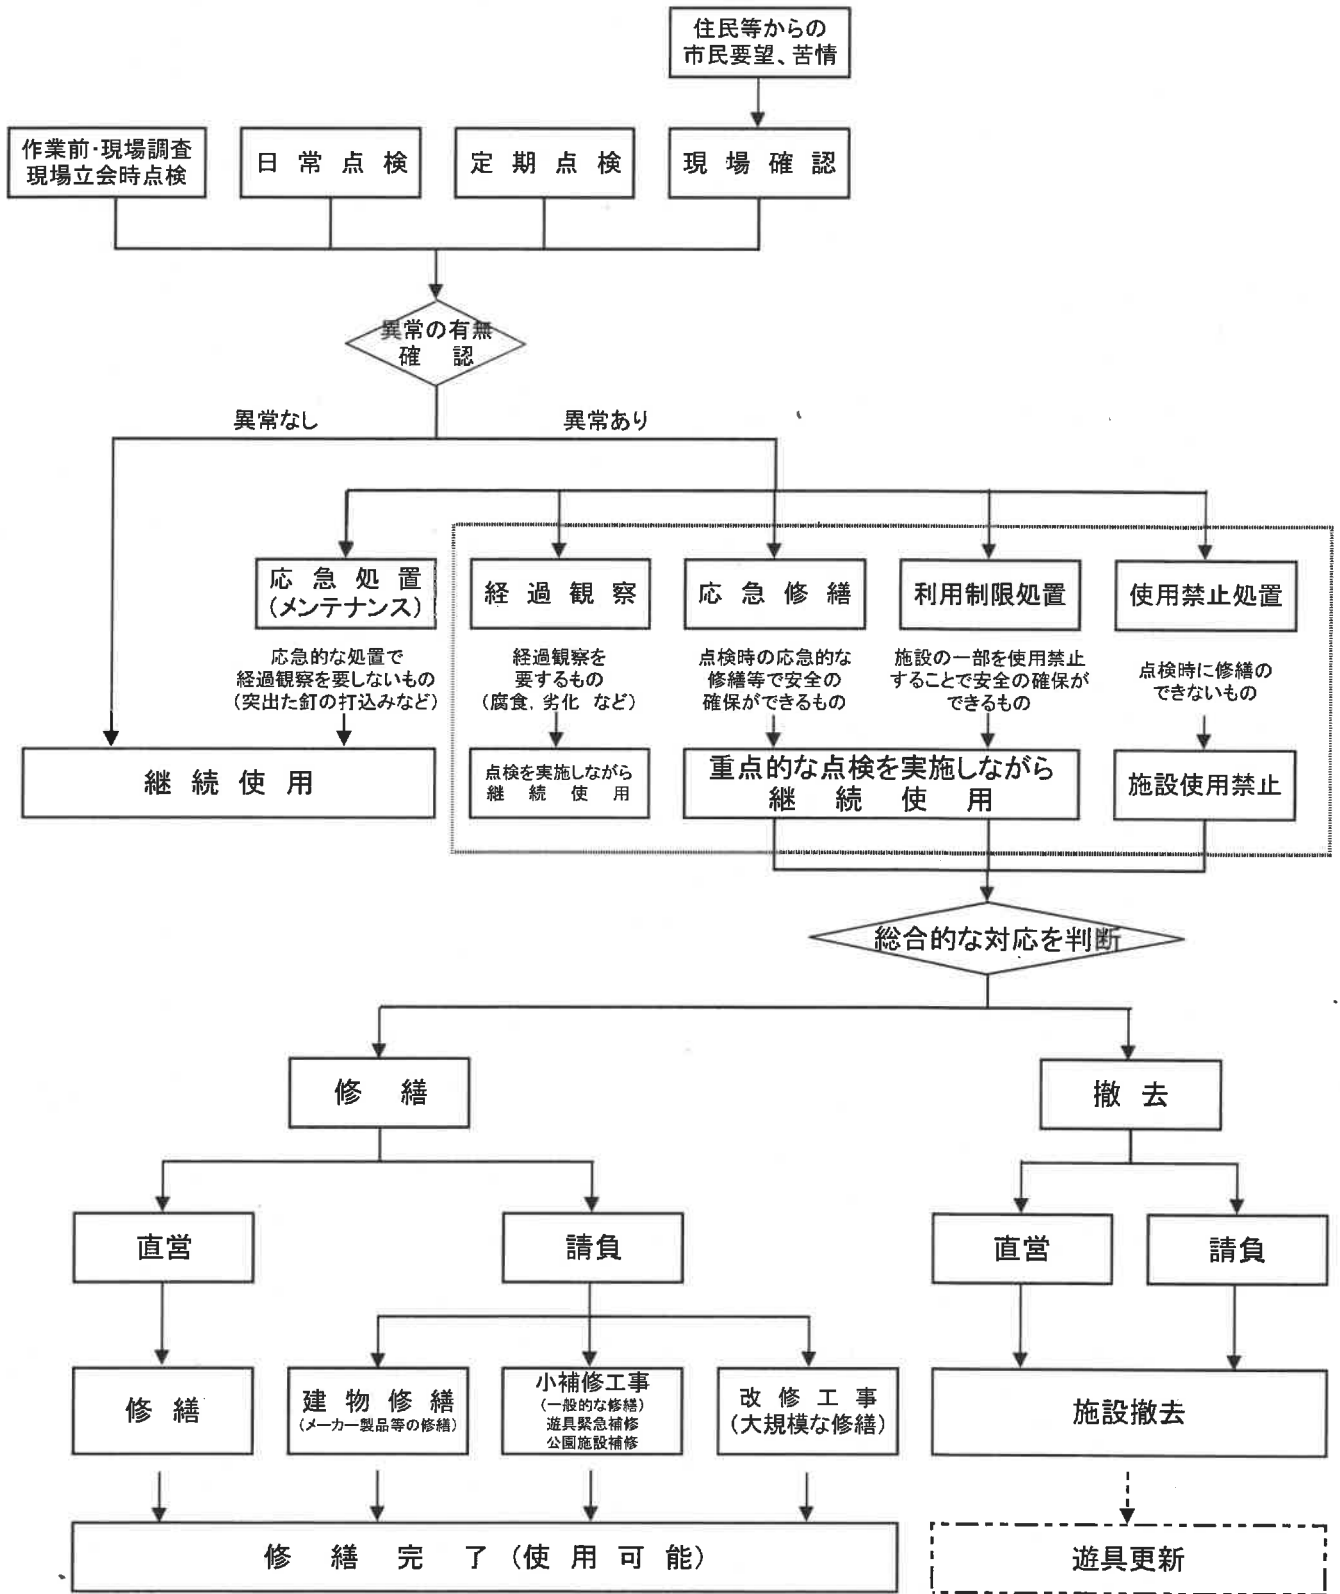 住民等からの
市民要望、苦情
作業前・現場調査
現場立会時点検
日常点検
定期点検
現場確認
異常の有無
確認
異常なし
異常あり
応急処置
(メンテナンス)
経過観察
応急修繕
利用制限処置
使用禁止処置
応急的な処置で
経過観察を要しないもの
(突出た釘の打込みなど)
経過観察を
要するもの
(腐食、劣化 など)
点検時の応急的な
修繕等で安全の
確保ができるもの
施設の一部を使用禁止
することで安全の確保が
できるもの
点検時に修繕の
できないもの
継続使用
点検を実施しながら
継続使用
重点的な点検を実施しながら
継続使用
施設使用禁止
総合的な対応を判断
修繕
撤去
直営
請負
直営
請負
修繕
建物修繕
(メーカー製品等の修繕)
小補修工事
(一般的な修繕)
遊具緊急補修
公園施設補修
改修工事
(大規模な修繕)
施設撤去
修繕完了(使用可能)
遊具更新